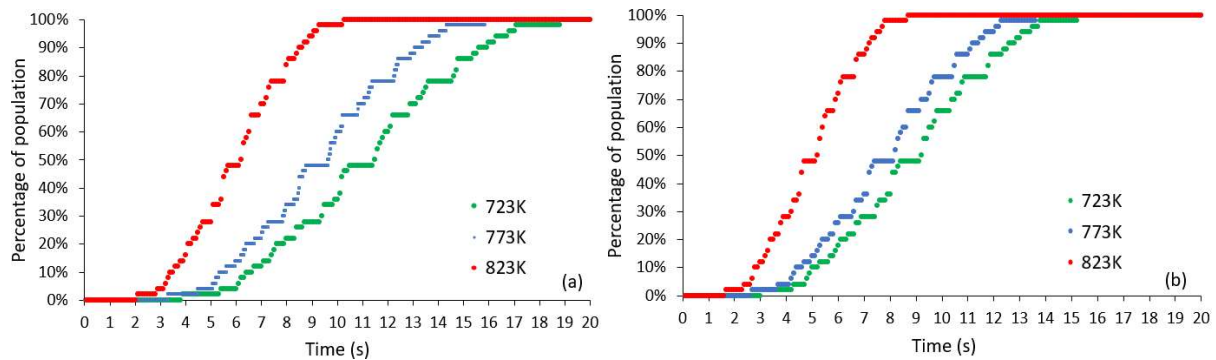 100%
90%
80%
70%
60%
50%
40%
30%
20%
10%
0%
Percentage of population
723K
773K
823K
(a)
0 1 2 3 4 5 6 7 8 9 10 11 12 13 14 15 16 17 18 19 20
Time (s)
100%
90%
80%
70%
60%
50%
40%
30%
20%
10%
0%
Percentage of population
723K
773K
823K
(b)
0 1 2 3 4 5 6 7 8 9 10 11 12 13 14 15 16 17 18 19 20
Time (s)